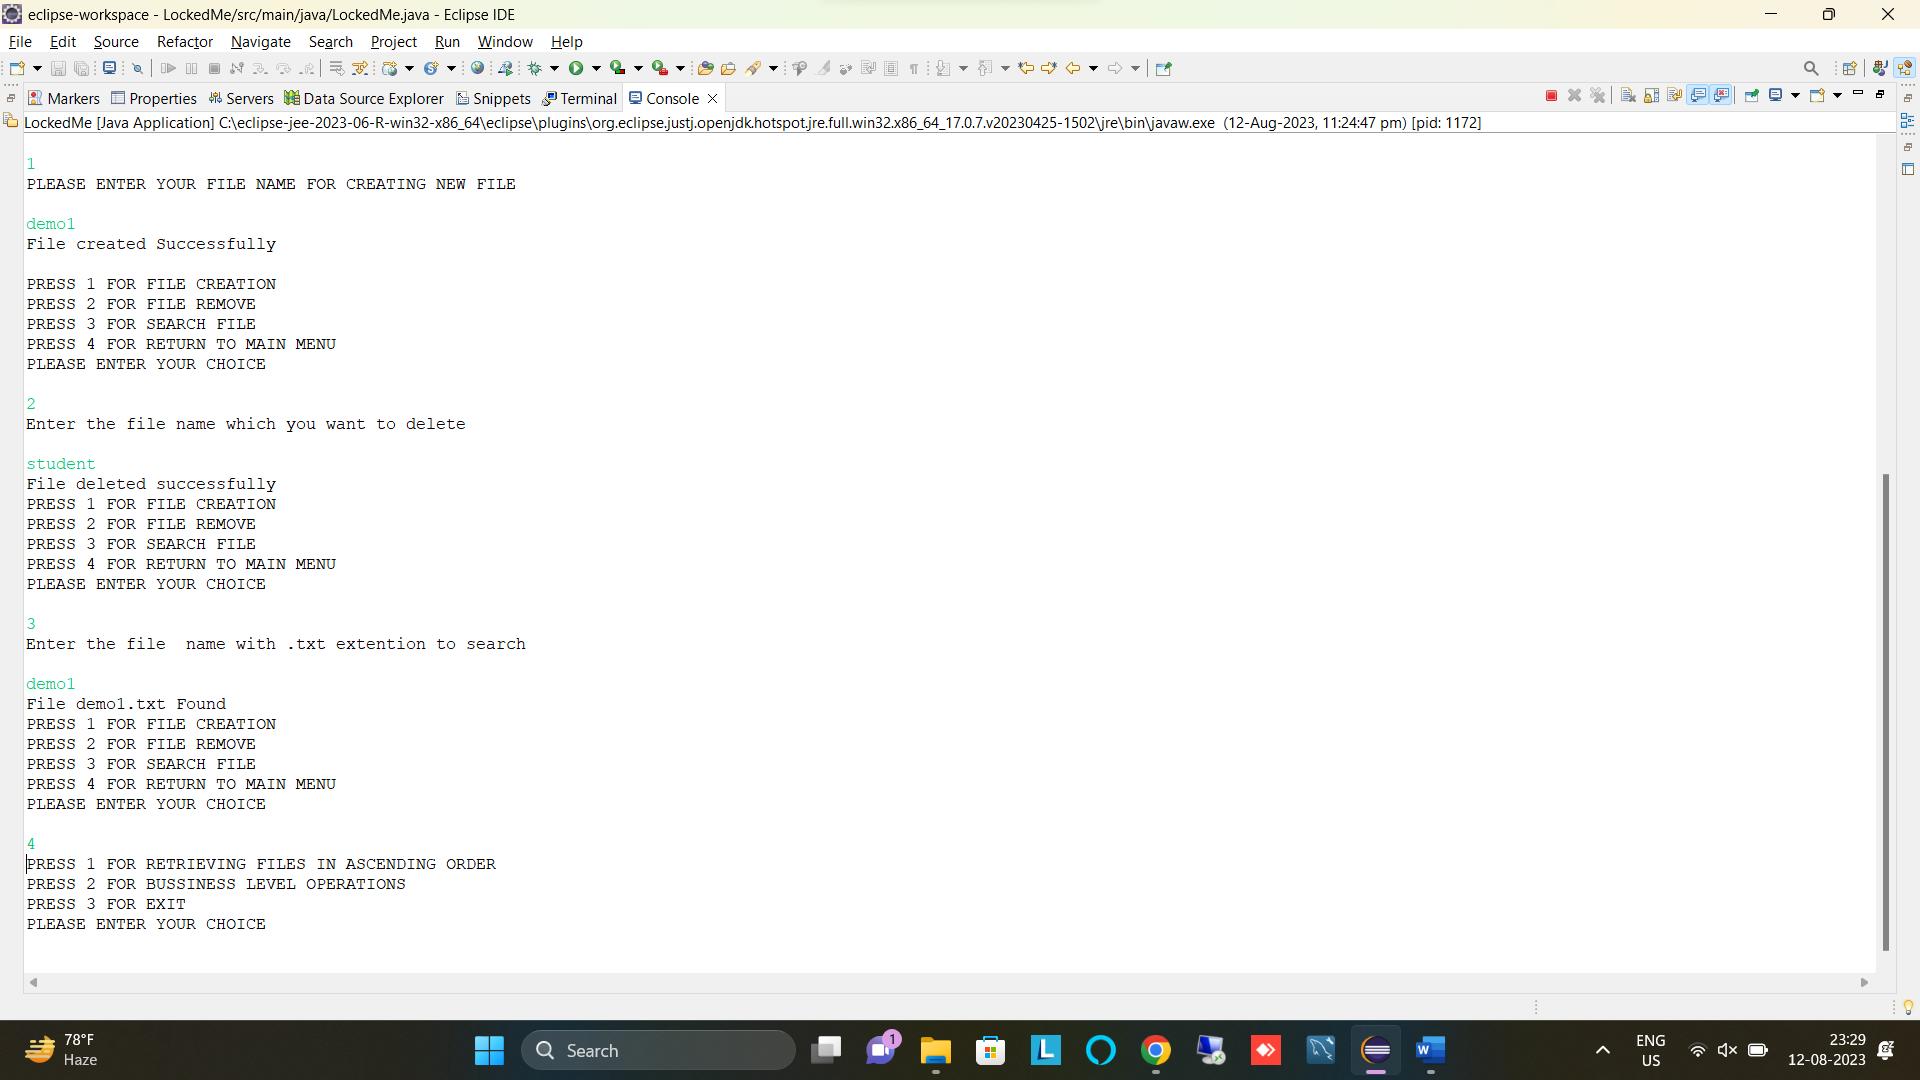 eclipse-workspace - LockedMe/src/main/java/LockedMe.java - Eclipse IDE
File Edit Source Refactor Navigate Search Project Run Window Help
Markers Properties Servers Data Source Explorer Snippets Terminal Console
LockedMe [Java Application] C:\eclipse-jee-2023-06-R-win32-x86_64\eclipse\plugins\org.eclipse.justj.openjdk.hotspot.jre.full.win32.x86_64_17.0.7.v20230425-1502\jre\bin\javaw.exe (12-Aug-2023, 11:24:47 pm) [pid: 1172]
1
PLEASE ENTER YOUR FILE NAME FOR CREATING NEW FILE
demo1
File created Successfully
PRESS 1 FOR FILE CREATION
PRESS 2 FOR FILE REMOVE
PRESS 3 FOR SEARCH FILE
PRESS 4 FOR RETURN TO MAIN MENU
PLEASE ENTER YOUR CHOICE
2
Enter the file name which you want to delete
student
File deleted successfully
PRESS 1 FOR FILE CREATION
PRESS 2 FOR FILE REMOVE
PRESS 3 FOR SEARCH FILE
PRESS 4 FOR RETURN TO MAIN MENU
PLEASE ENTER YOUR CHOICE
3
Enter the file  name with .txt extention to search
demo1
File demo1.txt Found
PRESS 1 FOR FILE CREATION
PRESS 2 FOR FILE REMOVE
PRESS 3 FOR SEARCH FILE
PRESS 4 FOR RETURN TO MAIN MENU
PLEASE ENTER YOUR CHOICE
4
PRESS 1 FOR RETRIEVING FILES IN ASCENDING ORDER
PRESS 2 FOR BUSSINESS LEVEL OPERATIONS
PRESS 3 FOR EXIT
PLEASE ENTER YOUR CHOICE
78°F
Haze
Search
1
L
W
ENG
US
23:29
12-08-2023